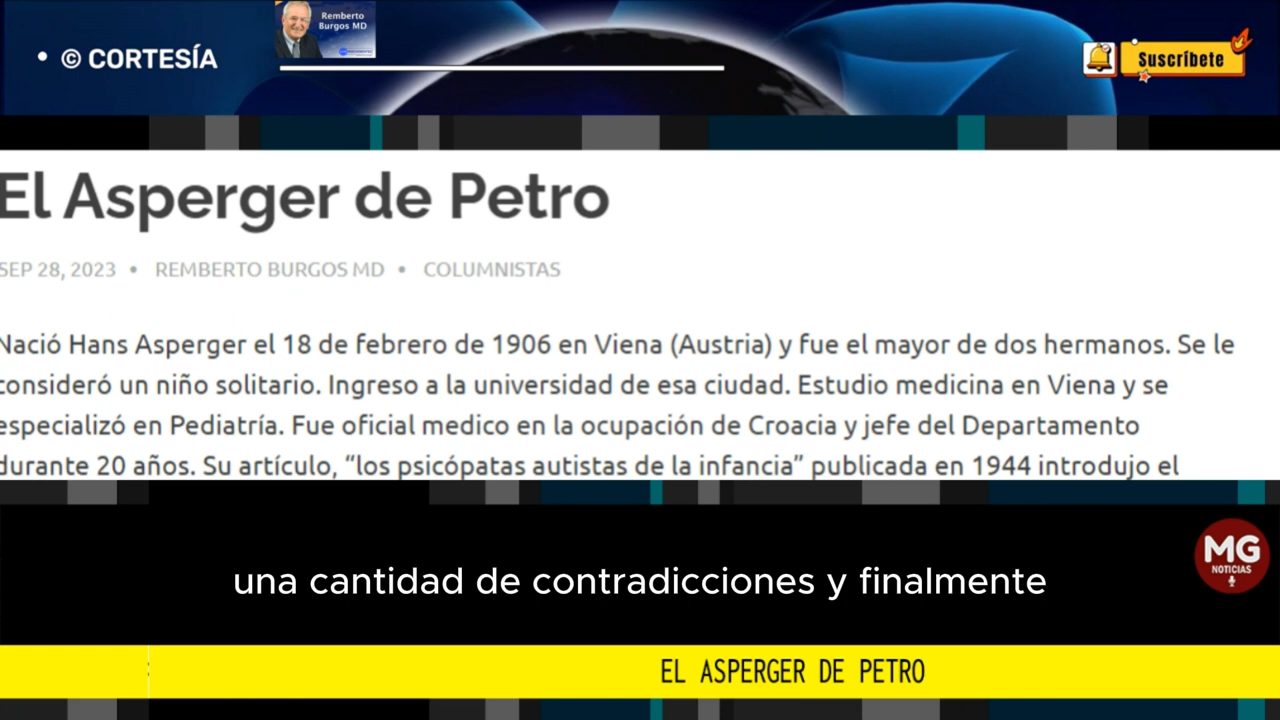 • © CORTESÍA
Remberto
Burgos MD
Suscríbete
El Asperger de Petro
SEP 28, 2023 • REMBERTO BURGOS MD • COLUMNISTAS
Nació Hans Asperger el 18 de febrero de 1906 en Viena (Austria) y fue el mayor de dos hermanos. Se le
consideró un niño solitario. Ingreso a la universidad de esa ciudad. Estudio medicina en Viena y se
especializó en Pediatría. Fue oficial medico en la ocupación de Croacia y jefe del Departamento
durante 20 años. Su artículo, “los psicópatas autistas de la infancia” publicada en 1944 introdujo el
una cantidad de contradicciones y finalmente
MG
NOTICIAS
EL ASPERGER DE PETRO